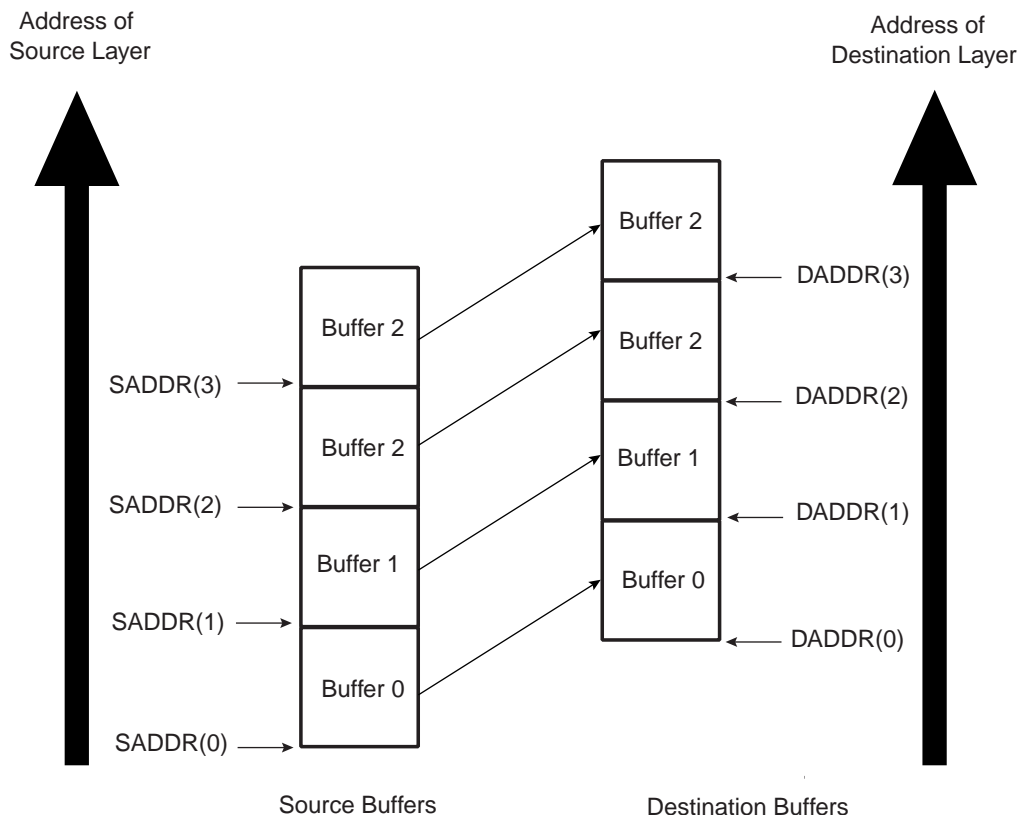 Address of
Source Layer
Address of
Destination Layer
Buffer 2
DADDR(3)
Buffer 2
Buffer 2
SADDR(3)
DADDR(2)
Buffer 2
Buffer 1
SADDR(2)
DADDR(1)
Buffer 1
Buffer 0
SADDR(1)
DADDR(0)
Buffer 0
SADDR(0)
Source Buffers
Destination Buffers